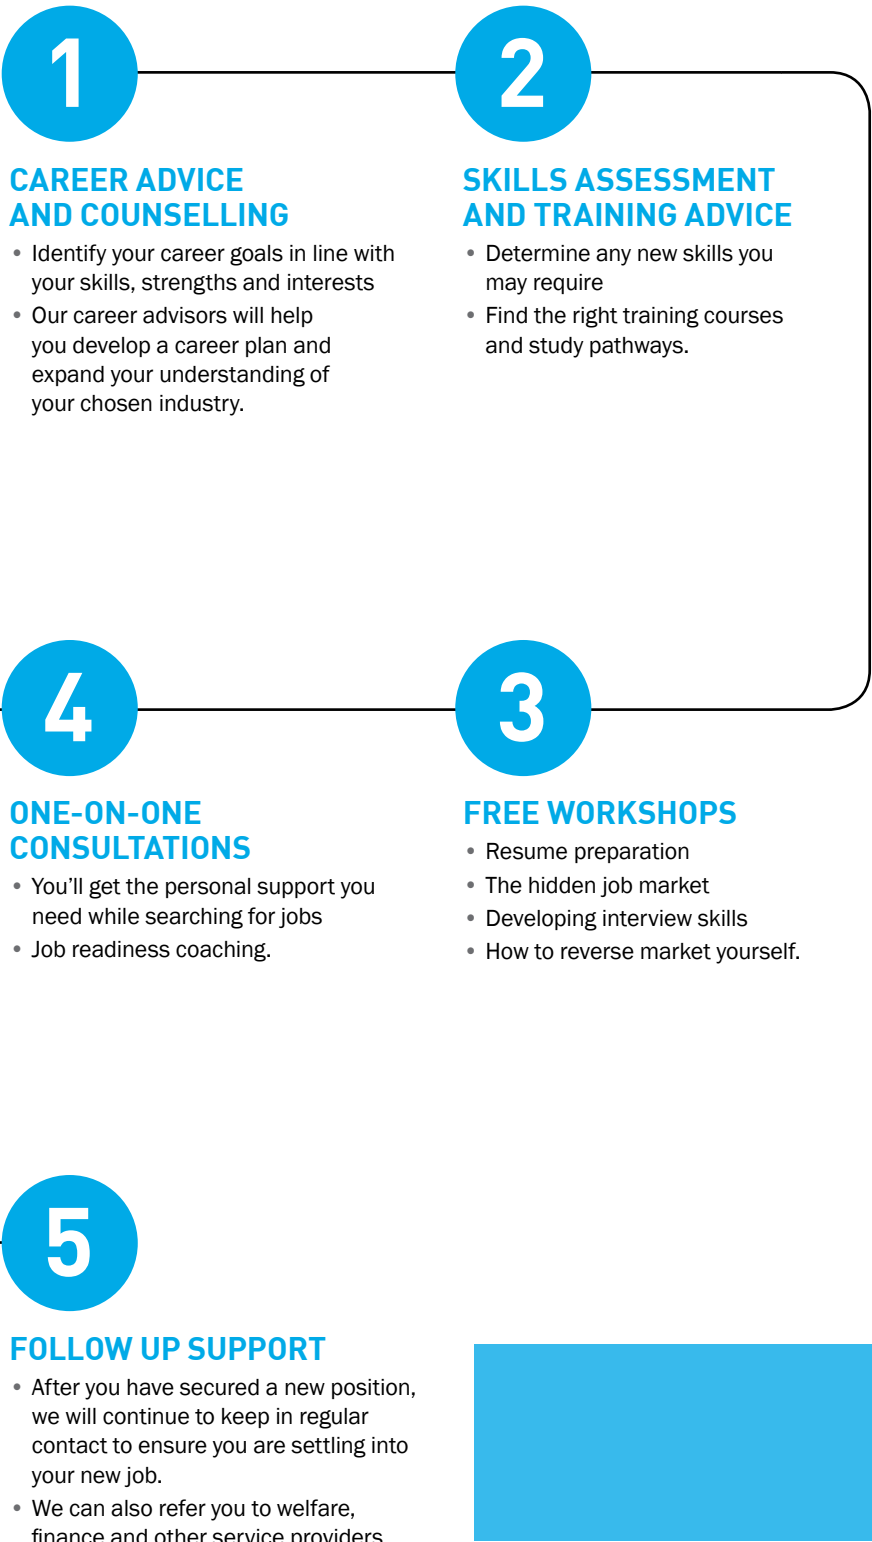 1
CAREER ADVICE
AND COUNSELLING
• Identify your career goals in line with
your skills, strengths and interests
• Our career advisors will help
you develop a career plan and
expand your understanding of
your chosen industry.
2
SKILLS ASSESSMENT
AND TRAINING ADVICE
• Determine any new skills you
may require
• Find the right training courses
and study pathways.
3
FREE WORKSHOPS
• Resume preparation
• The hidden job market
• Developing interview skills
• How to reverse market yourself.
4
ONE-ON-ONE
CONSULTATIONS
• You’ll get the personal support you
need while searching for jobs
• Job readiness coaching.
5
FOLLOW UP SUPPORT
• After you have secured a new position,
we will continue to keep in regular
contact to ensure you are settling into
your new job.
• We can also refer you to welfare,
finance and other service providers